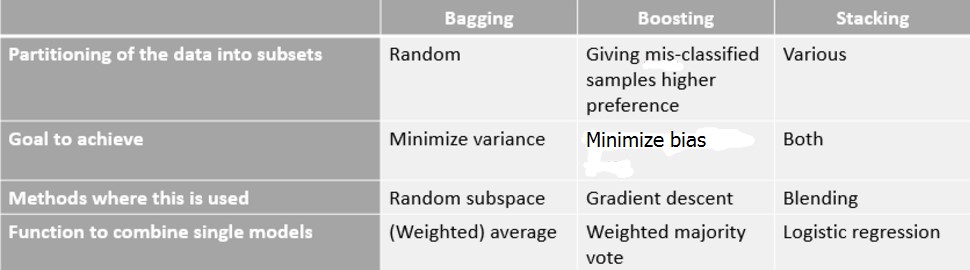 Bagging Boosting Stacking
Partitioning of the data into subsets Random Giving mis-classified Various
samples higher
preference
Goal to achieve Minimize variance Minimize bias Both
Methods where this is used Random subspace Gradient descent Blending
Function to combine single models (Weighted) average Weighted majority Logistic regression
vote